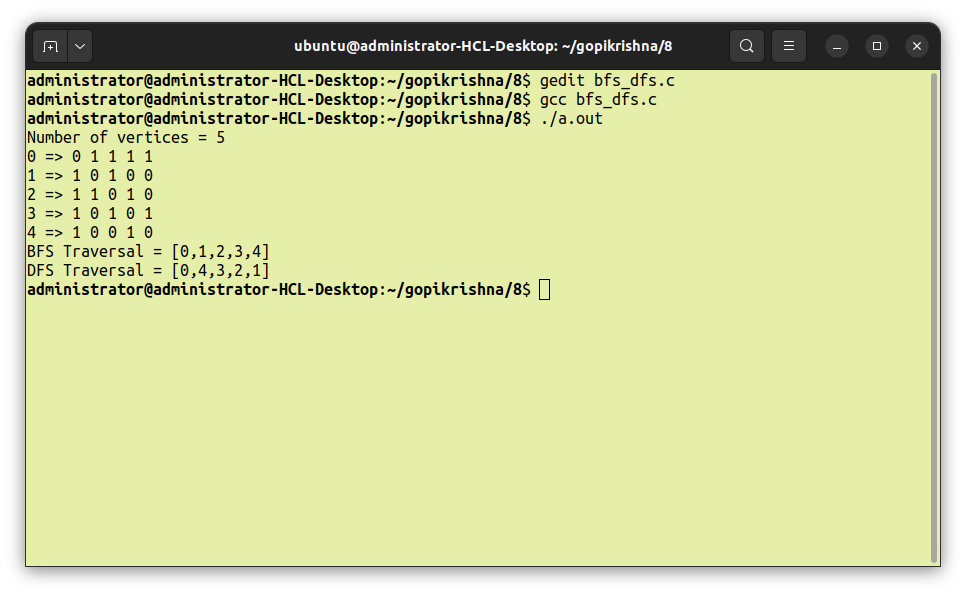 ubuntu@administrator-HCL-Desktop: ~/gopikrishna/8
administrator@administrator-HCL-Desktop:~/gopikrishna/8$ gedit bfs_dfs.c
administrator@administrator-HCL-Desktop:~/gopikrishna/8$ gcc bfs_dfs.c
administrator@administrator-HCL-Desktop:~/gopikrishna/8$ ./a.out
Number of vertices = 5
0 => 0 1 1 1 1
1 => 1 0 1 0 0
2 => 1 1 0 1 0
3 => 1 0 1 0 1
4 => 1 0 0 1 0
BFS Traversal = [0,1,2,3,4]
DFS Traversal = [0,4,3,2,1]
administrator@administrator-HCL-Desktop:~/gopikrishna/8$